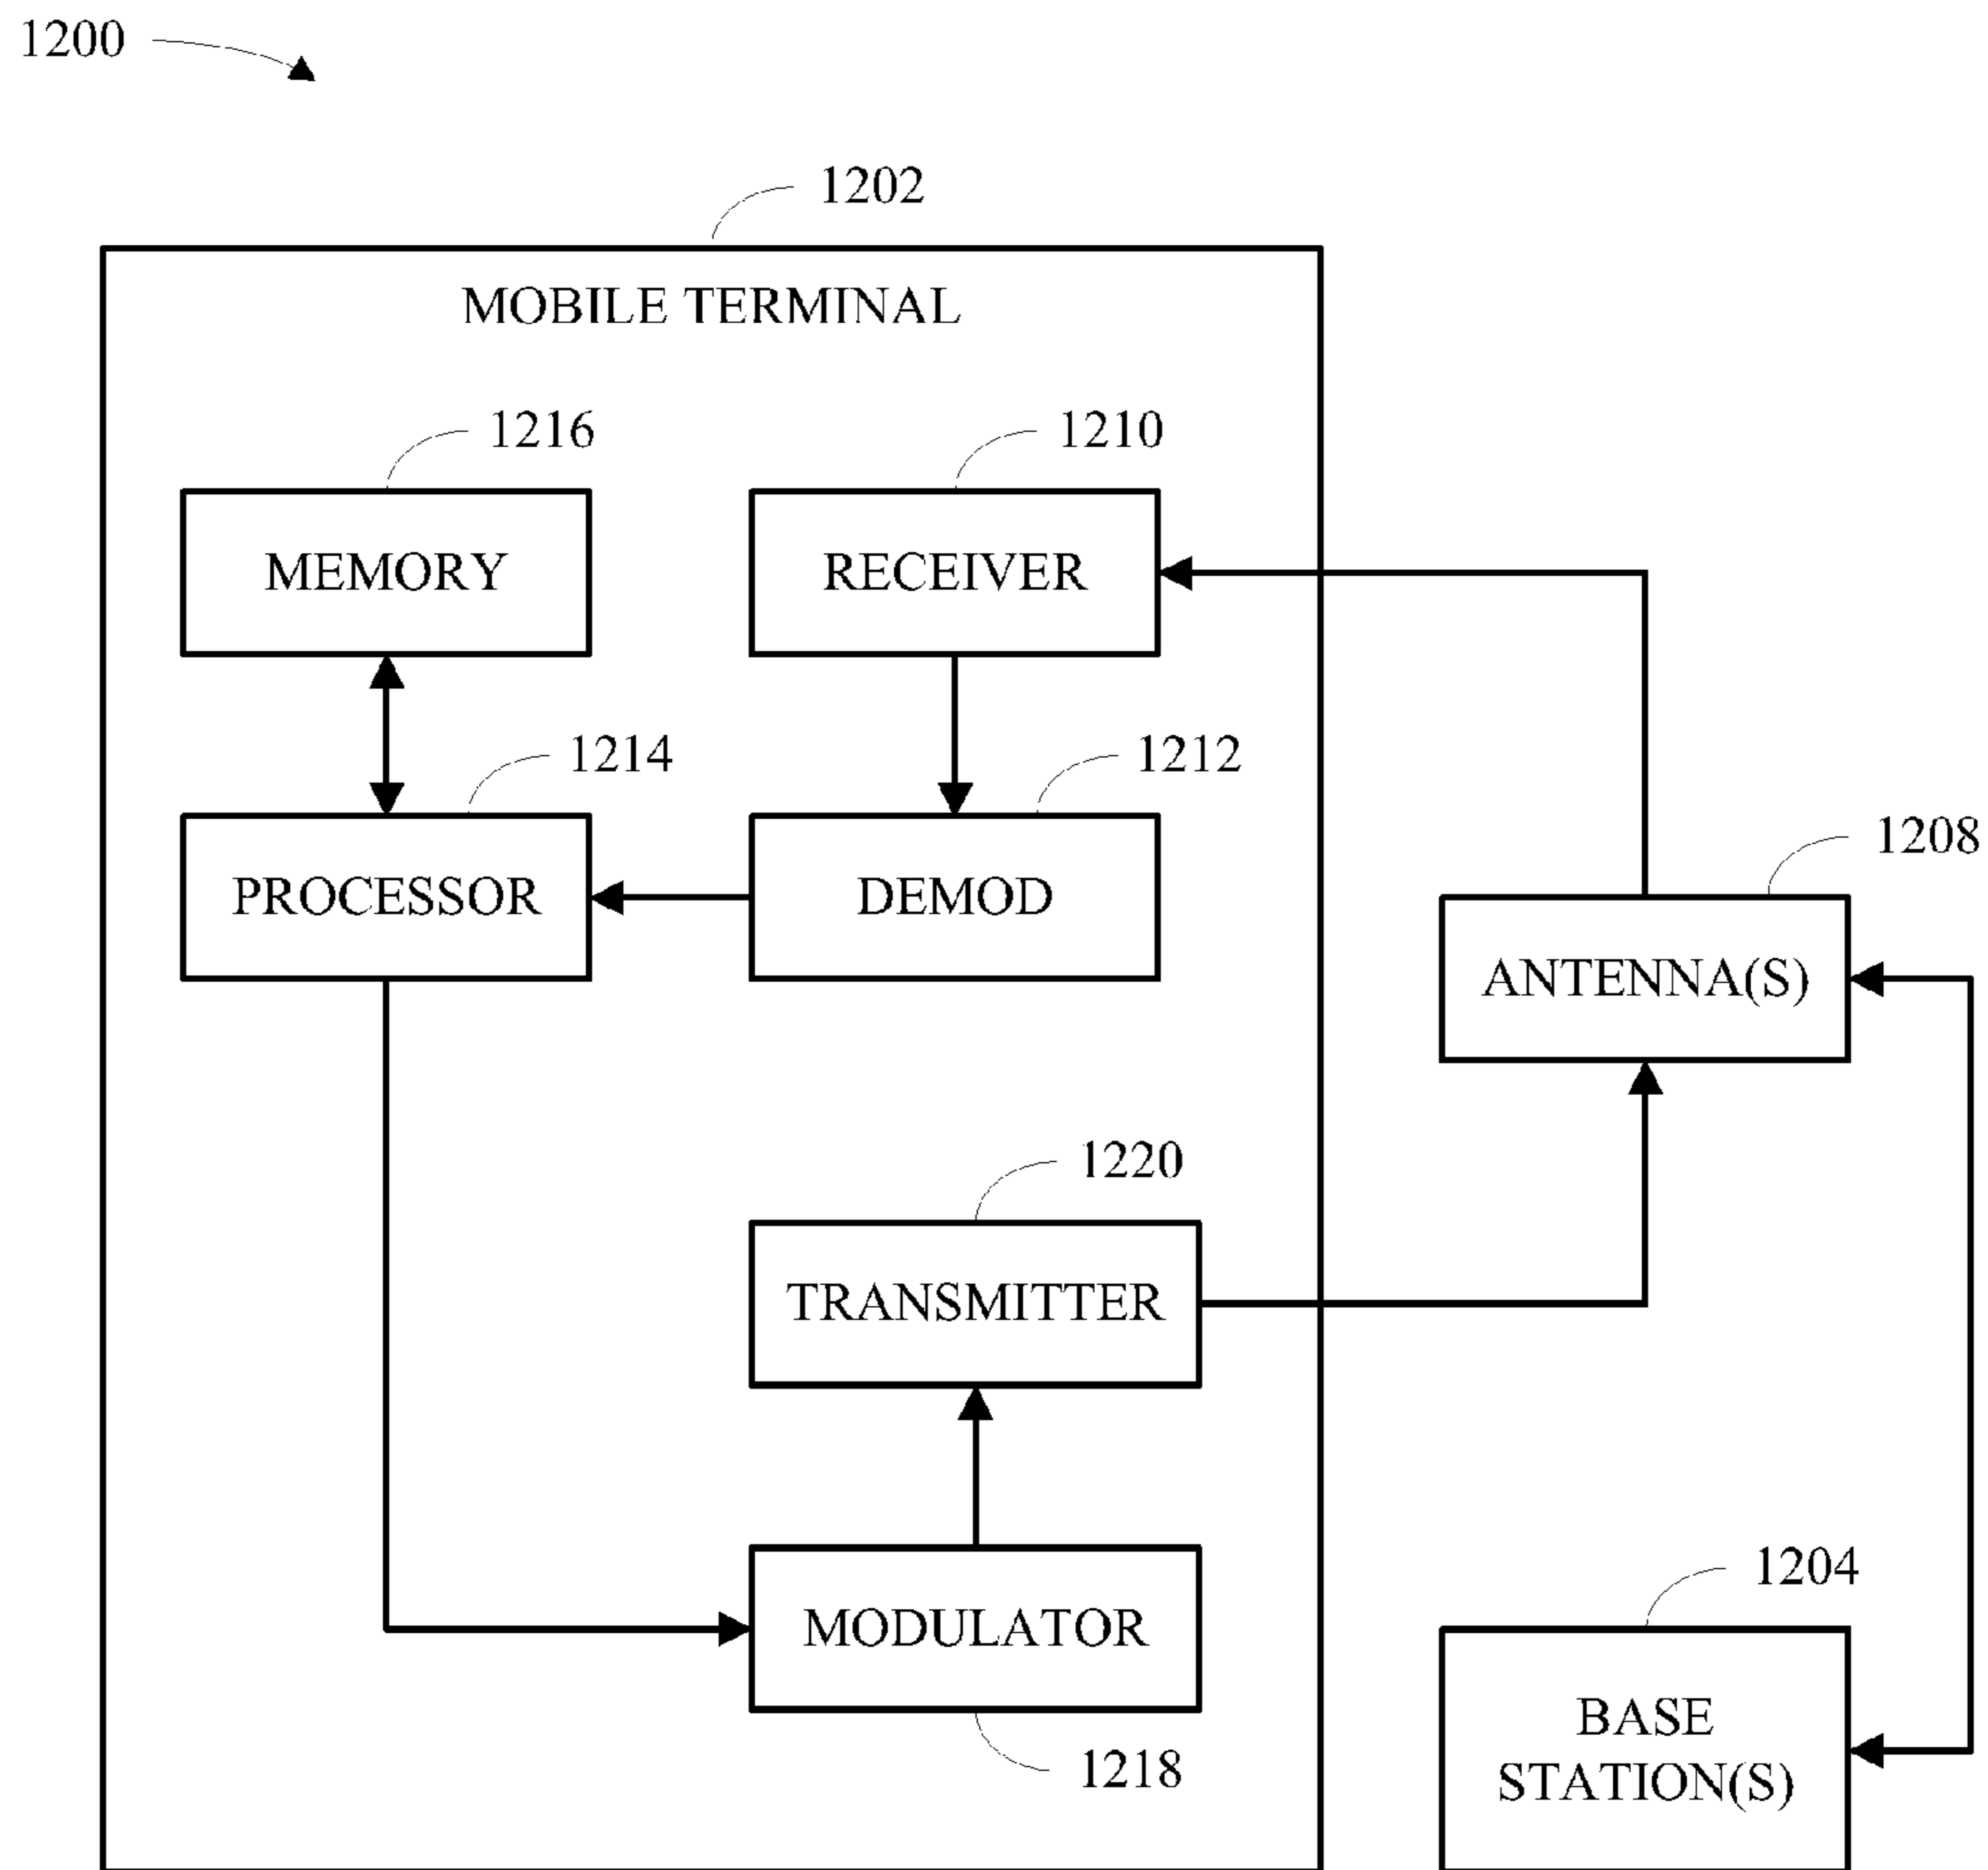 1200
1202
MOBILE TERMINAL
1216
1210
MEMORY
RECEIVER
1214
1212
1208
PROCESSOR
DEMOD
ANTENNA(S)
1220
TRANSMITTER
1204
MODULATOR
BASE
STATION(S)
1218